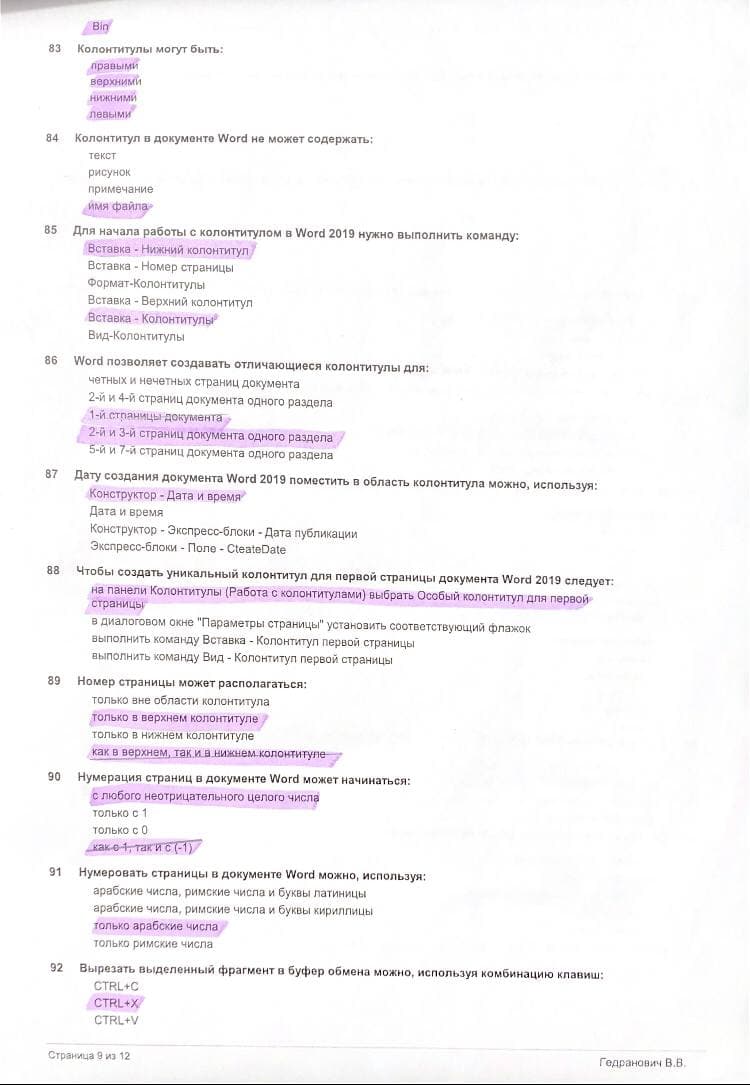 Bin
83 Колонтитулы могут быть:
правыми
верхними
нижними
левыми
84 Колонтитул в документе Word не может содержать:
текст
рисунок
примечание
имя файла
85 Для начала работы с колонтитулом в Word 2019 нужно выполнить команду:
Вставка - Нижний колонтитул
Вставка - Номер страницы
Формат-Колонтитулы
Вставка - Верхний колонтитул
Вставка - Колонтитулы
Вид-Колонтитулы
86 Word позволяет создавать отличающиеся колонтитулы для:
четных и нечетных страниц документа
2-й и 4-й страниц документа одного раздела
1-й страницы документа
2-й и 3-й страниц документа одного раздела
5-й и 7-й страниц документа одного раздела
87 Дату создания документа Word 2019 поместить в область колонтитула можно, используя:
Конструктор - Дата и время
Дата и время
Конструктор - Экспресс-блоки - Дата публикации
Экспресс-блоки - Поле - CteateDate
88 Чтобы создать уникальный колонтитул для первой страницы документа Word 2019 следует:
на панели Колонтитулы (Работа с колонтитулами) выбрать Особый колонтитул для первой
страницы
в диалоговом окне "Параметры страницы" установить соответствующий флажок
выполнить команду Вставка - Колонтитул первой страницы
выполнить команду Вид - Колонтитул первой страницы
89 Номер страницы может располагаться:
только вне области колонтитула
только в верхнем колонтитуле
только в нижнем колонтитуле
как в верхнем, так и в нижнем колонтитуле
90 Нумерация страниц в документе Word может начинаться:
с любого неотрицательного целого числа
только с 1
только с 0
как с 1, так и с (-1)
91 Нумеровать страницы в документе Word можно, используя:
арабские числа, римские числа и буквы латиницы
арабские числа, римские числа и буквы кириллицы
только арабские числа
только римские числа
92 Вырезать выделенный фрагмент в буфер обмена можно, используя комбинацию клавиш:
CTRL+C
CTRL+X
CTRL+V
Страница 9 из 12
Гедранович В.В.